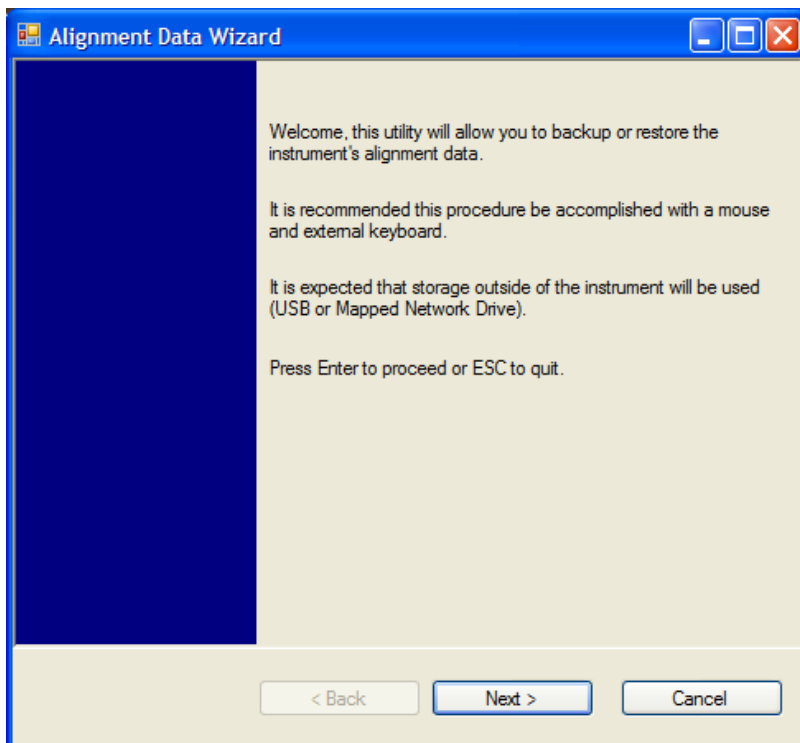 Alignment Data Wizard
Welcome, this utility will allow you to backup or restore the
instrument's alignment data.
It is recommended this procedure be accomplished with a mouse
and external keyboard.
It is expected that storage outside of the instrument will be used
(USB or Mapped Network Drive).
Press Enter to proceed or ESC to quit.
< Back
Next >
Cancel